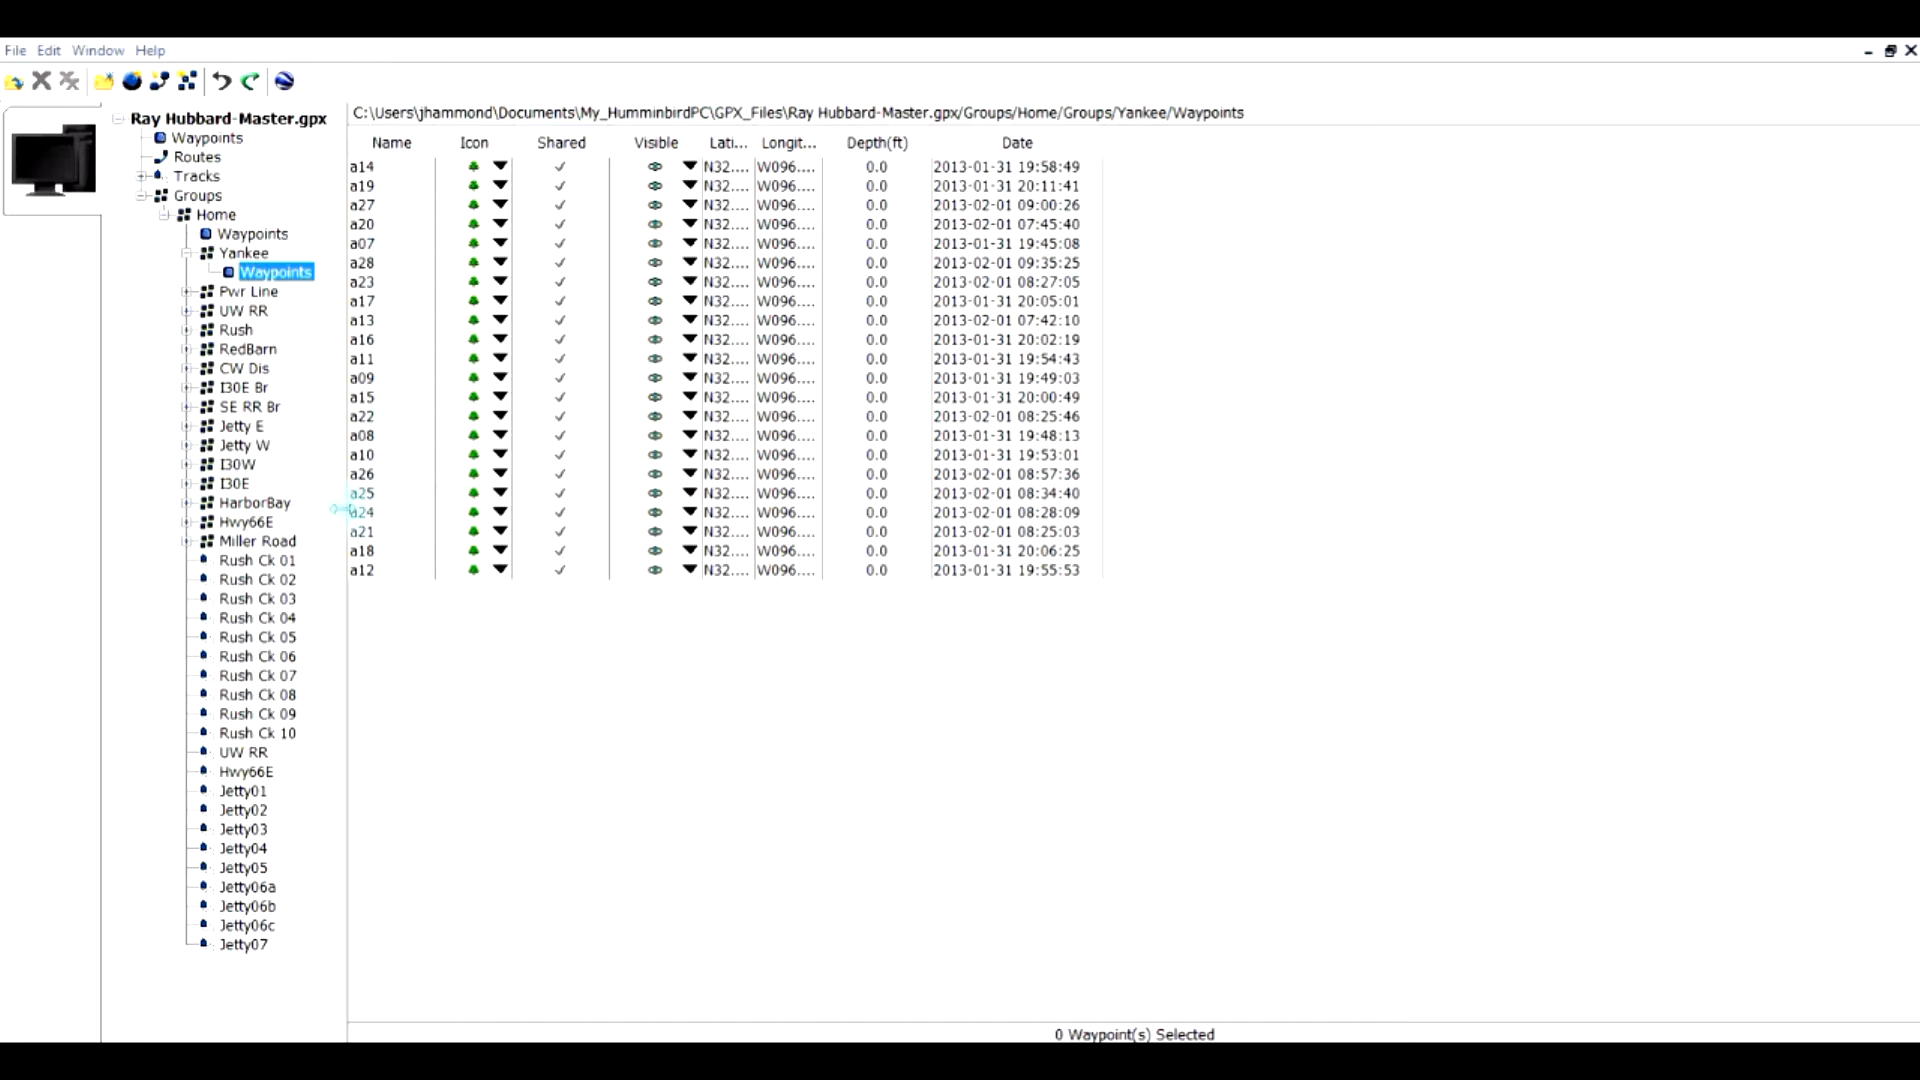 File Edit Window Help
C:\Users\jhammond\Documents\My_HumminbirdPC\GPX_Files\Ray Hubbard-Master.gpx/Groups/Home/Groups/Yankee/Waypoints
Ray Hubbard-Master.gpx
Waypoints
Routes
Tracks
Groups
Home
Waypoints
Yankee
Waypoints
Pwr Line
UW RR
Rush
RedBarn
CW Dis
I30E Br
SE RR Br
Jetty E
Jetty W
I30W
I30E
HarborBay
Hwy66E
Miller Road
Rush Ck 01
Rush Ck 02
Rush Ck 03
Rush Ck 04
Rush Ck 05
Rush Ck 06
Rush Ck 07
Rush Ck 08
Rush Ck 09
Rush Ck 10
UW RR
Hwy66E
Jetty01
Jetty02
Jetty03
Jetty04
Jetty05
Jetty06a
Jetty06b
Jetty06c
Jetty07
Name Icon Shared Visible Lati... Longit... Depth(ft) Date
a14 N32.... W096.... 0.0 2013-01-31 19:58:49
a19 N32.... W096.... 0.0 2013-01-31 20:11:41
a27 N32.... W096.... 0.0 2013-02-01 09:00:26
a20 N32.... W096.... 0.0 2013-02-01 07:45:40
a07 N32.... W096.... 0.0 2013-01-31 19:45:08
a28 N32.... W096.... 0.0 2013-02-01 09:35:25
a23 N32.... W096.... 0.0 2013-02-01 08:27:05
a17 N32.... W096.... 0.0 2013-01-31 20:05:01
a13 N32.... W096.... 0.0 2013-02-01 07:42:10
a16 N32.... W096.... 0.0 2013-01-31 20:02:19
a11 N32.... W096.... 0.0 2013-01-31 19:54:43
a09 N32.... W096.... 0.0 2013-01-31 19:49:03
a15 N32.... W096.... 0.0 2013-01-31 20:00:49
a22 N32.... W096.... 0.0 2013-02-01 08:25:46
a08 N32.... W096.... 0.0 2013-01-31 19:48:13
a10 N32.... W096.... 0.0 2013-01-31 19:53:01
a26 N32.... W096.... 0.0 2013-02-01 08:57:36
a25 N32.... W096.... 0.0 2013-02-01 08:34:40
a24 N32.... W096.... 0.0 2013-02-01 08:28:09
a21 N32.... W096.... 0.0 2013-02-01 08:25:03
a18 N32.... W096.... 0.0 2013-01-31 20:06:25
a12 N32.... W096.... 0.0 2013-01-31 19:55:53
0 Waypoint(s) Selected